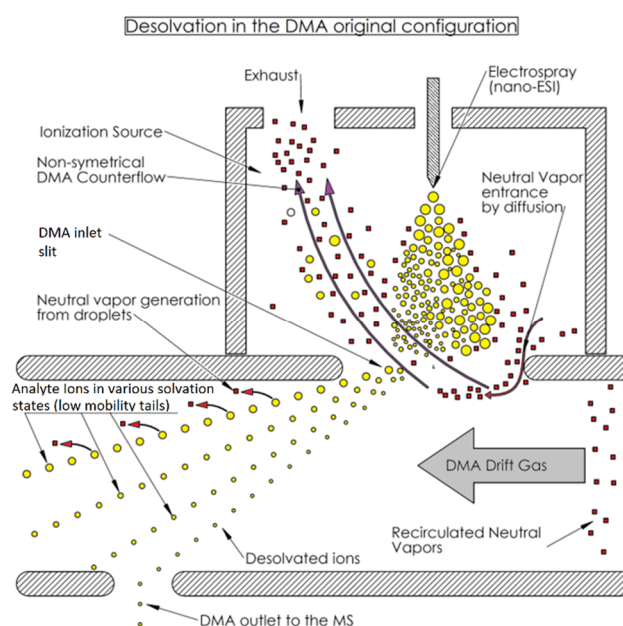 Desolvation in the DMA original configuration
Exhaust
Electrospray
(nano-ESI)
Ionization Source
Non-symetrical
DMA Counterflow
Neutral Vapor
entrance
by diffusion
DMA inlet
slit
Neutral vapor generation
from droplets
Analyte Ions in various solvation
states (low mobility tails)
DMA Drift Gas
Recirculated Neutral
Vapors
Desolvated ions
DMA outlet to the MS